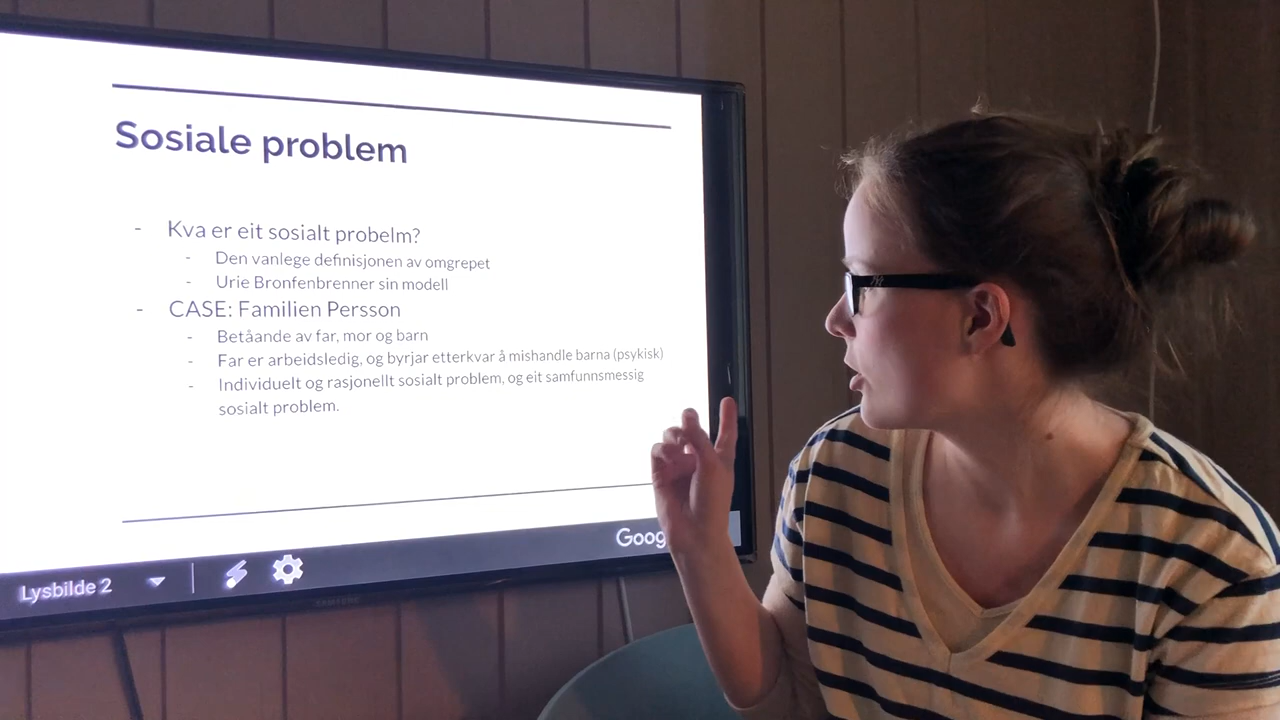 Sosiale problem
- Kva er eit sosialt probelm?
- Den vanlege definisjonen av omgrepet
- Urie Bronfenbrenner sin modell
- CASE: Familien Persson
- Betåande av far, mor og barn
- Far er arbeidsledig, og byrjar etterkvar å mishandle barna (psykisk)
- Individuelt og rasjonellt sosialt problem, og eit samfunnsmessig
sosialt problem.
Goog
Lysbilde 2
SAMSUNG